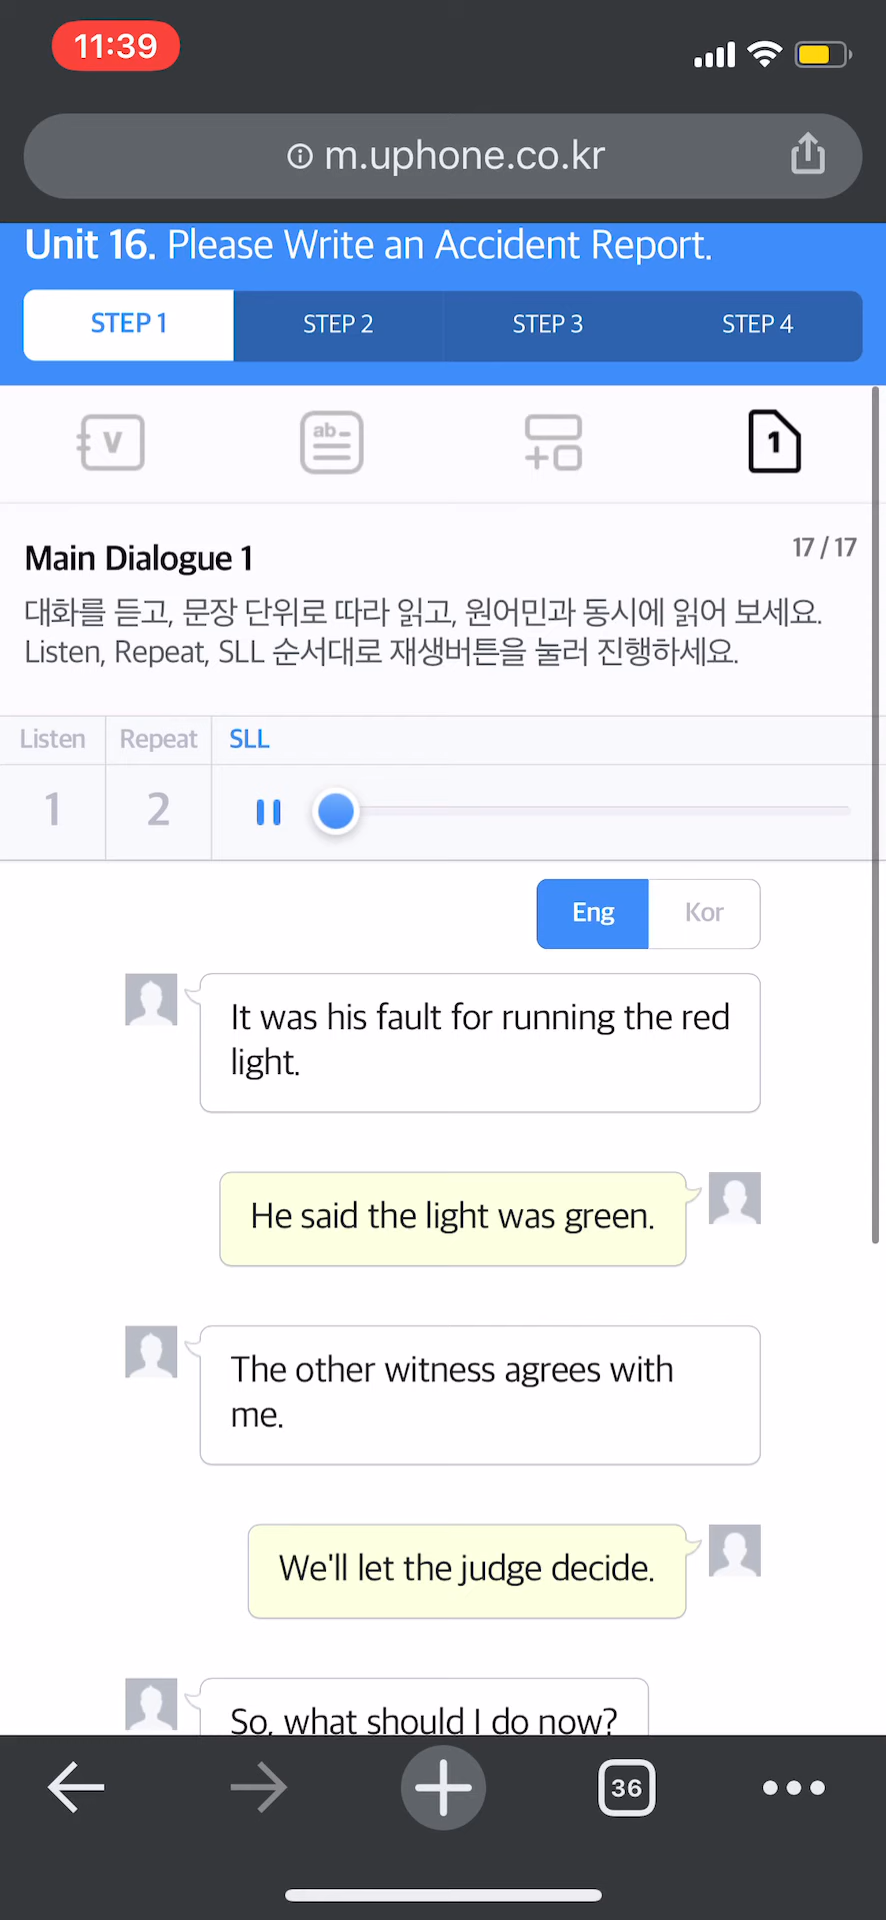 11:39
m.uphone.co.kr
Unit 16. Please Write an Accident Report.
STEP 1
STEP 2
STEP 3
STEP 4
V
ab
1
Main Dialogue 1
17 / 17
대화를 듣고, 문장 단위로 따라 읽고, 원어민과 동시에 읽어 보세요.
Listen, Repeat, SLL 순서대로 재생버튼을 눌러 진행하세요.
Listen
Repeat
SLL
1
2
Eng
Kor
It was his fault for running the red
light.
He said the light was green.
The other witness agrees with
me.
We'll let the judge decide.
So, what should I do now?
36